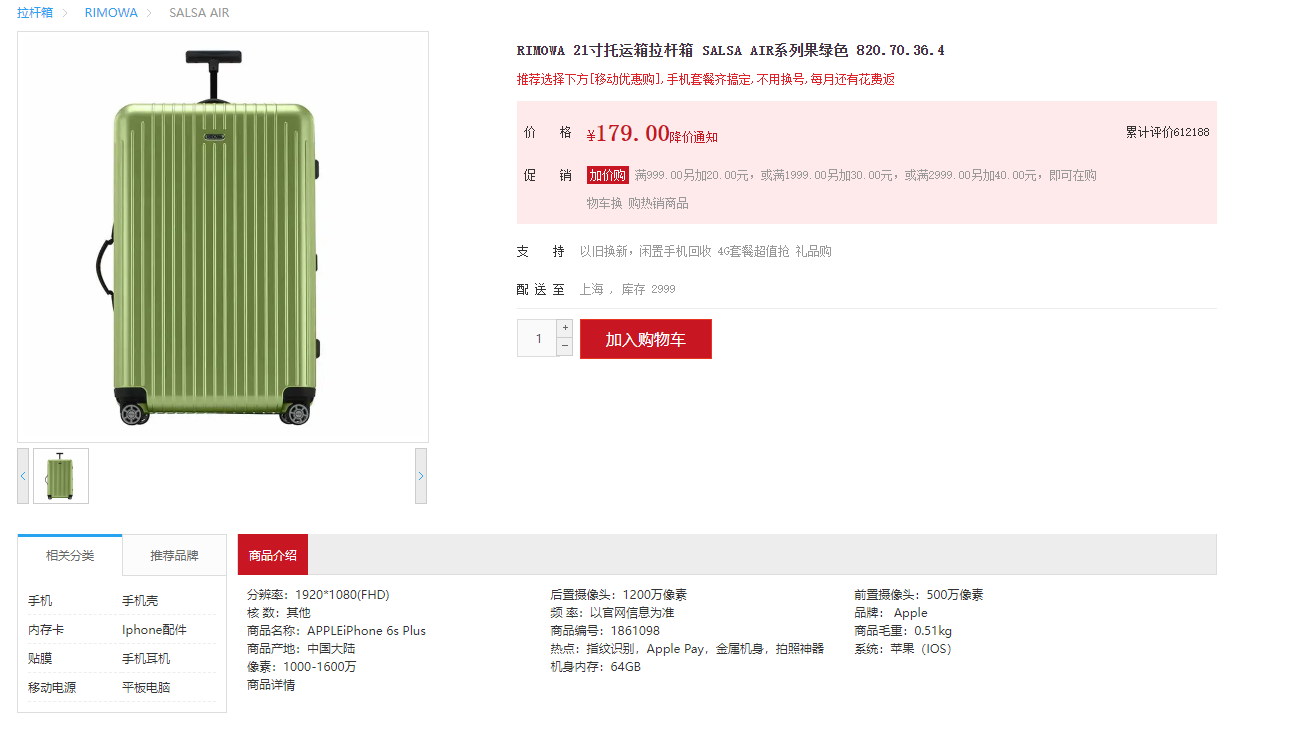 拉杆箱 > RIMOWA > SALSA AIR
RIMOWA 21寸托运箱拉杆箱 SALSA AIR系列果绿色 820.70.36.4
推荐选择下方[移动优惠购],手机套餐齐搞定,不用换号,每月还有花费返
价 格 ¥179.00降价通知 累计评价612188
促 销 加价购 满999.00另加20.00元，或满1999.00另加30.00元，或满2999.00另加40.00元，即可在购
物车换 购热销商品
支 持 以旧换新，闲置手机回收 4G套餐超值抢 礼品购
配 送 至 上海 ，库存 2999
1 + −
加入购物车
< >
相关分类 推荐品牌
手机 手机壳
内存卡 Iphone配件
贴膜 手机耳机
移动电源 平板电脑
商品介绍
分辨率：1920*1080(FHD) 后置摄像头：1200万像素 前置摄像头：500万像素
核 数：其他 频 率：以官网信息为准 品牌： Apple
商品名称：APPLEiPhone 6s Plus 商品编号：1861098 商品毛重：0.51kg
商品产地：中国大陆 热点：指纹识别，Apple Pay，金属机身，拍照神器 系统：苹果（IOS）
像素：1000-1600万 机身内存：64GB
商品详情